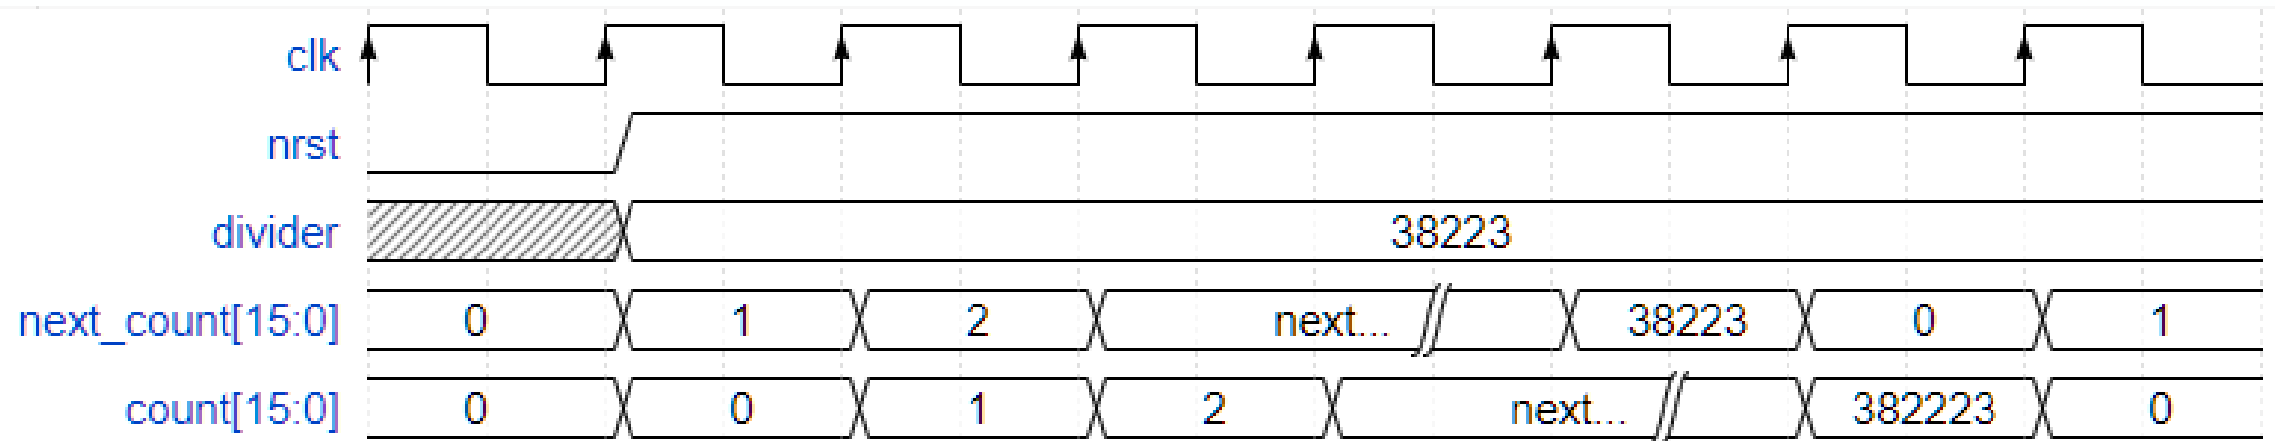 clk
nrst
divider 38223
next_count[15:0] 0 1 2 next... 38223 0 1
count[15:0] 0 0 1 2 next... 382223 0